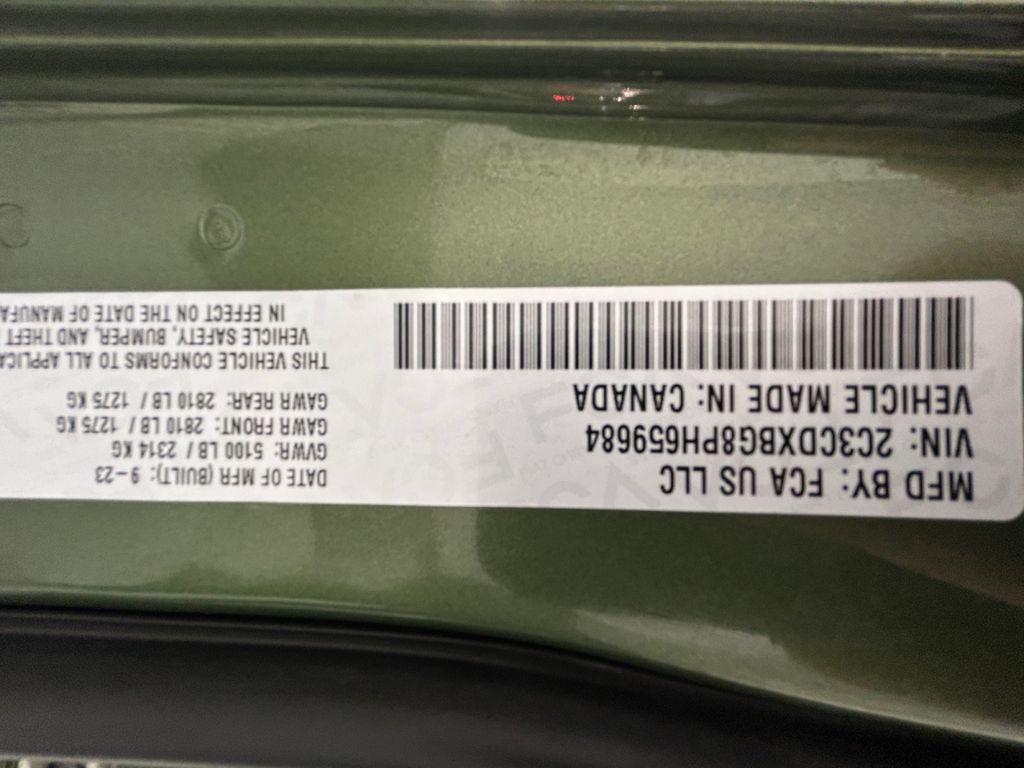 MFD BY: FCA US LLC
VIN: 2C3CDXBG8PH659684
VEHICLE MADE IN: CANADA
DATE OF MFR (BUILT): 9-23
GVWR: 5100 LB / 2314 KG
GAWR FRONT: 2810 LB / 1275 KG
GAWR REAR: 2810 LB / 1275 KG
THIS VEHICLE CONFORMS TO ALL APPLICA
VEHICLE SAFETY, BUMPER, AND THEFT
IN EFFECT ON THE DATE OF MANUFA